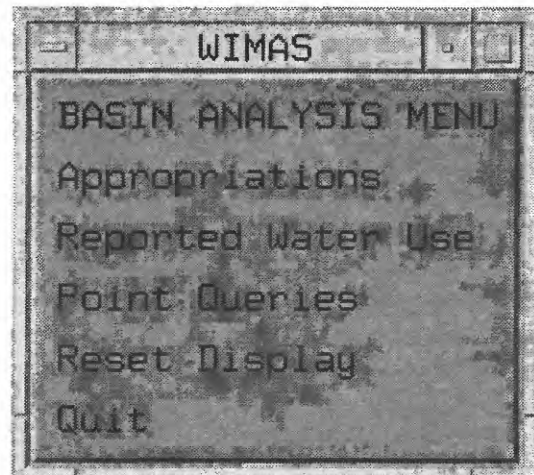 WIMAS
BASIN ANALYSIS MENU
Appropriations
Reported Water Use
Point Queries
Reset Display
Quit